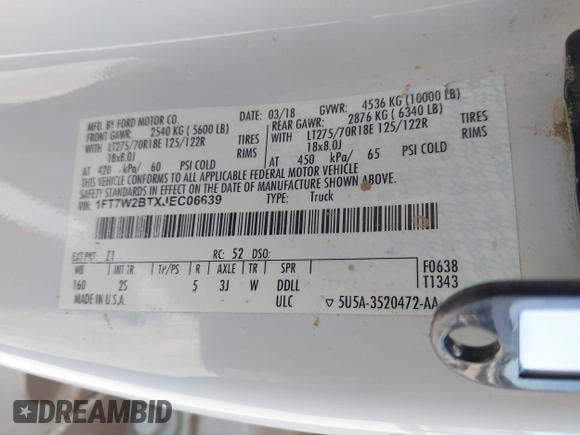 MFD. BY FORD MOTOR CO.
DATE: 03/18 GVWR: 4536 KG (10000 LB)
FRONT GAWR: 2540 KG (5600 LB) REAR GAWR: 2876 KG (6340 LB)
WITH LT275/70R18E 125/122R TIRES WITH LT275/70R18E 125/122R TIRES
18x8.0J RIMS 18x8.0J RIMS
AT 420 kPa/ 60 PSI COLD AT 450 kPa/ 65 PSI COLD
THIS VEHICLE CONFORMS TO ALL APPLICABLE FEDERAL MOTOR VEHICLE
SAFETY STANDARDS IN EFFECT ON THE DATE OF MANUFACTURE SHOWN ABOVE.
VIN: 1FT7W2BTXJEC06639 TYPE: Truck
EXT PNT: Z1 RC: 52 DSO:
WB INT TR TP/PS R AXLE TR SPR F0638
160 2S 5 3J W DDLL T1343
MADE IN U.S.A. ULC ▽ 5U5A-3520472-AA
DREAMBID